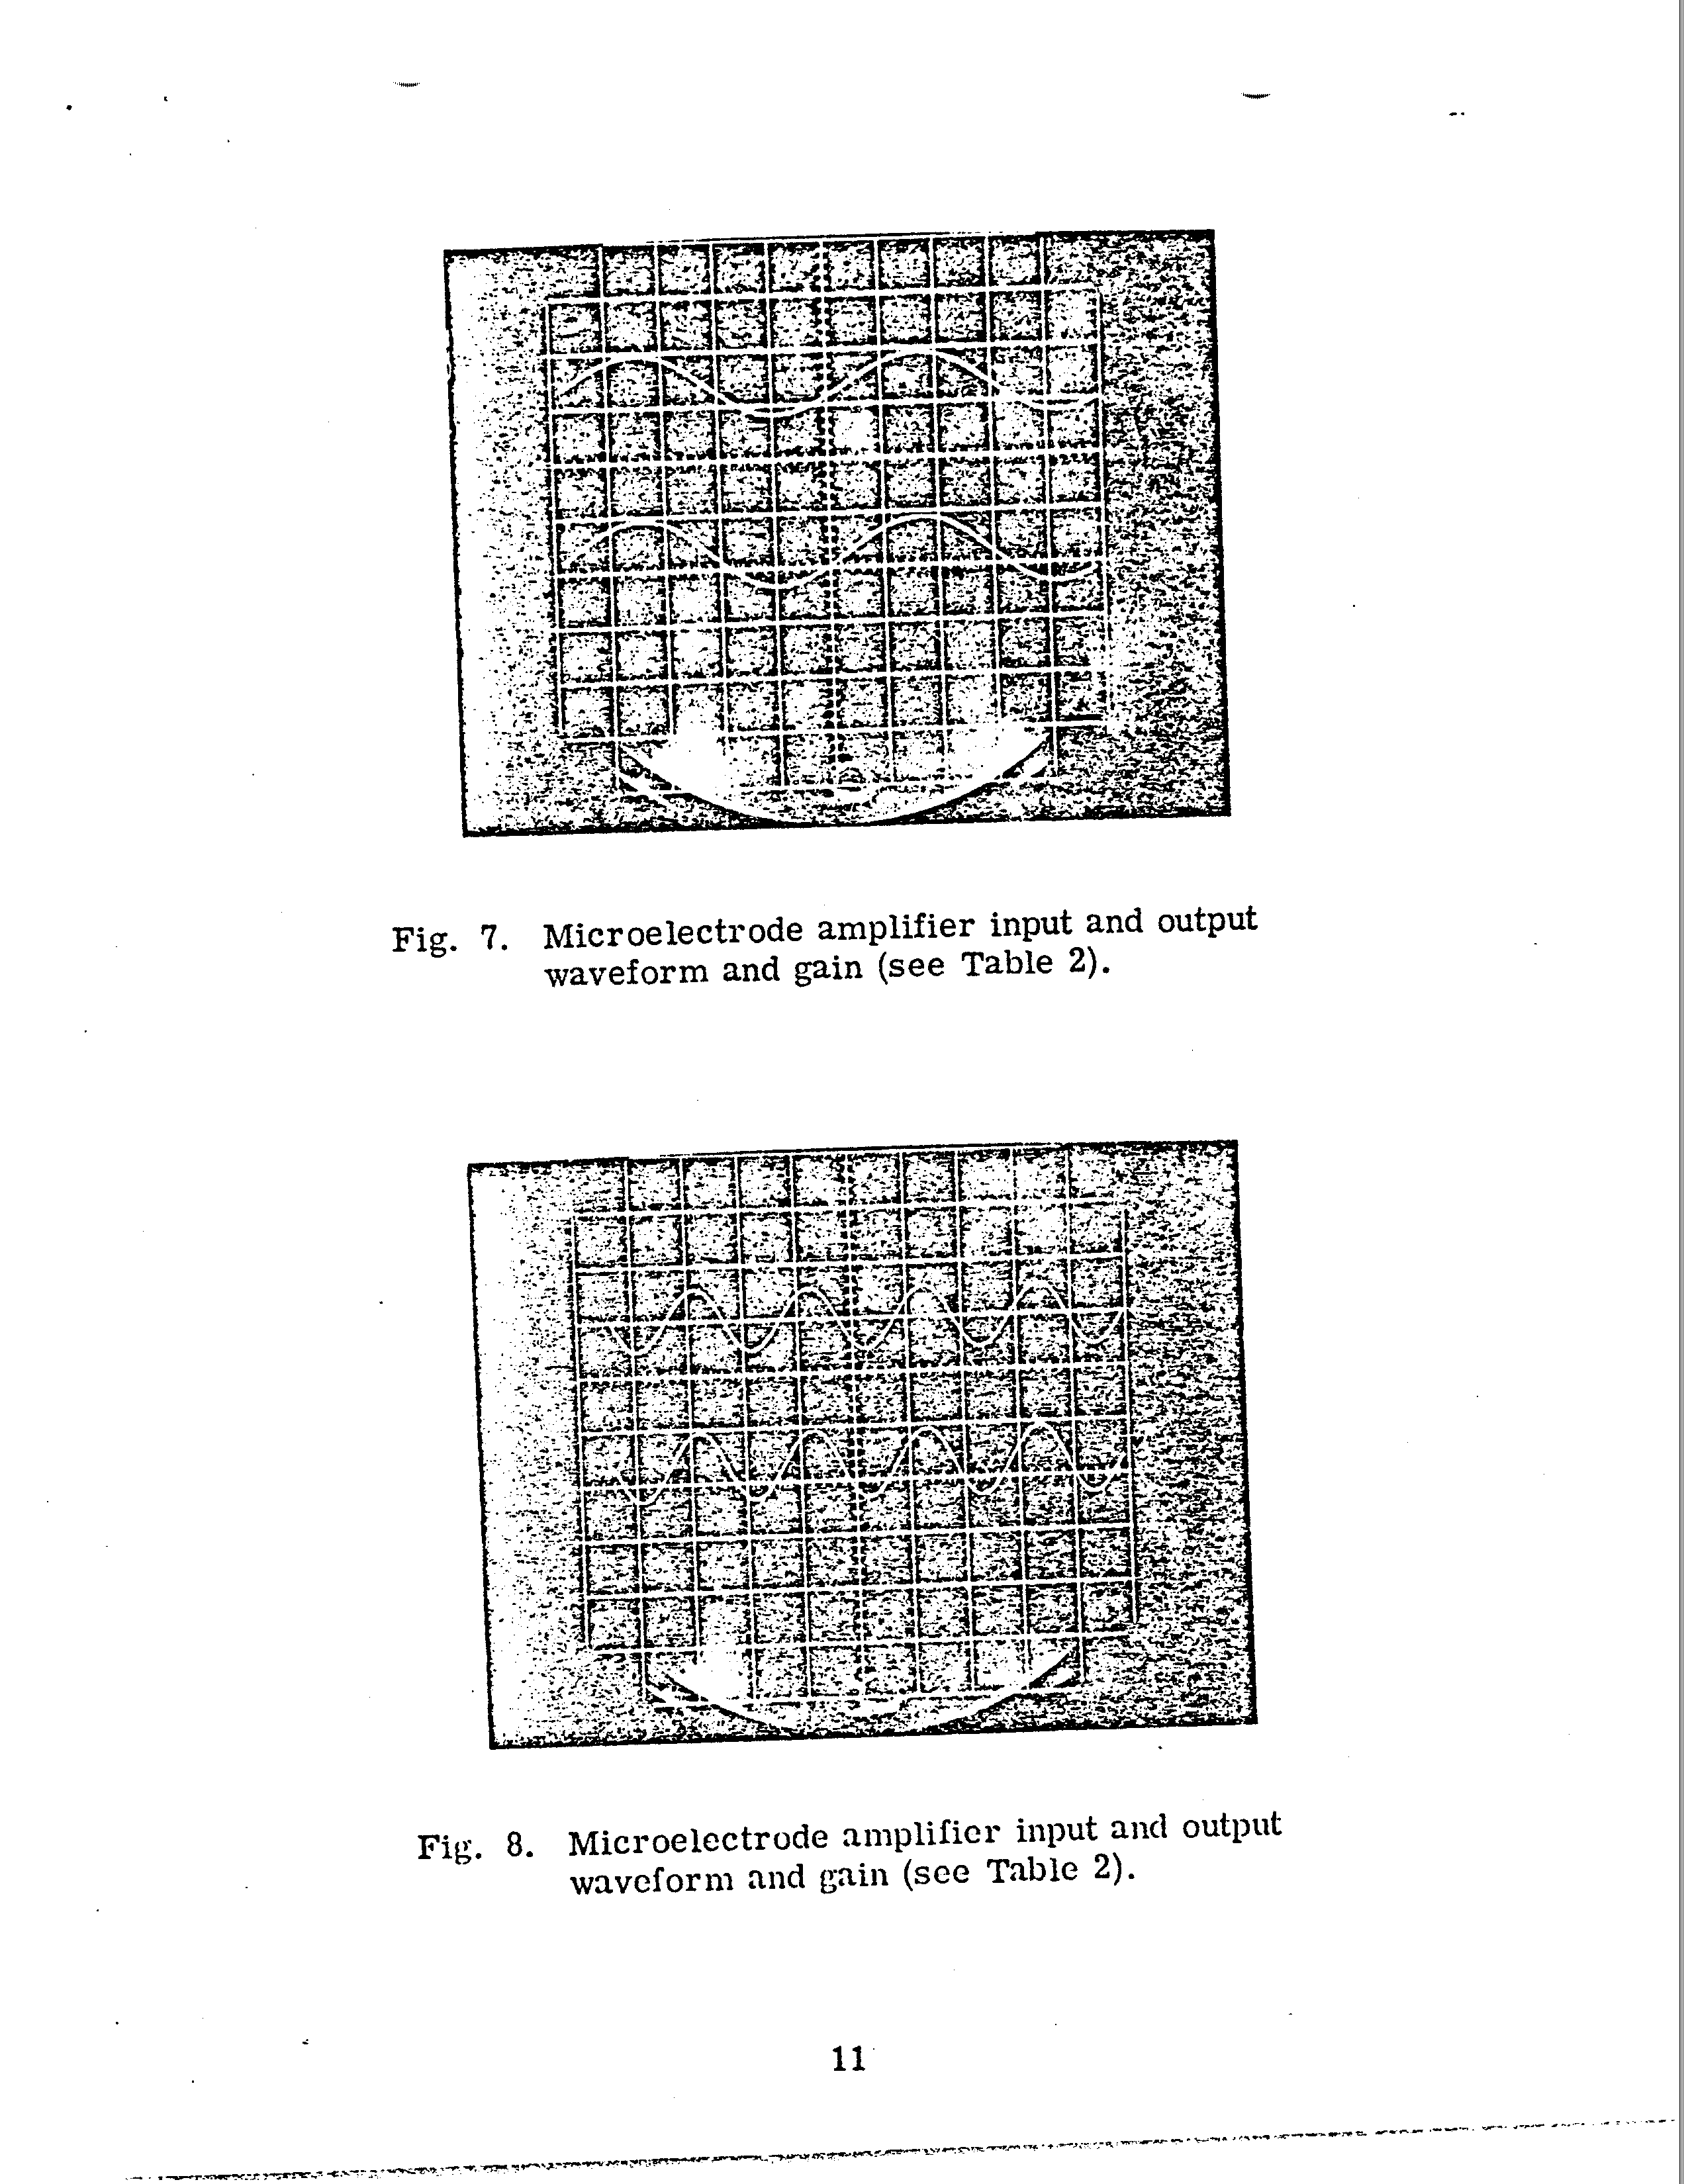 Fig. 7. Microelectrode amplifier input and output
waveform and gain (see Table 2).
Fig. 8. Microelectrode amplifier input and output
waveform and gain (see Table 2).
11